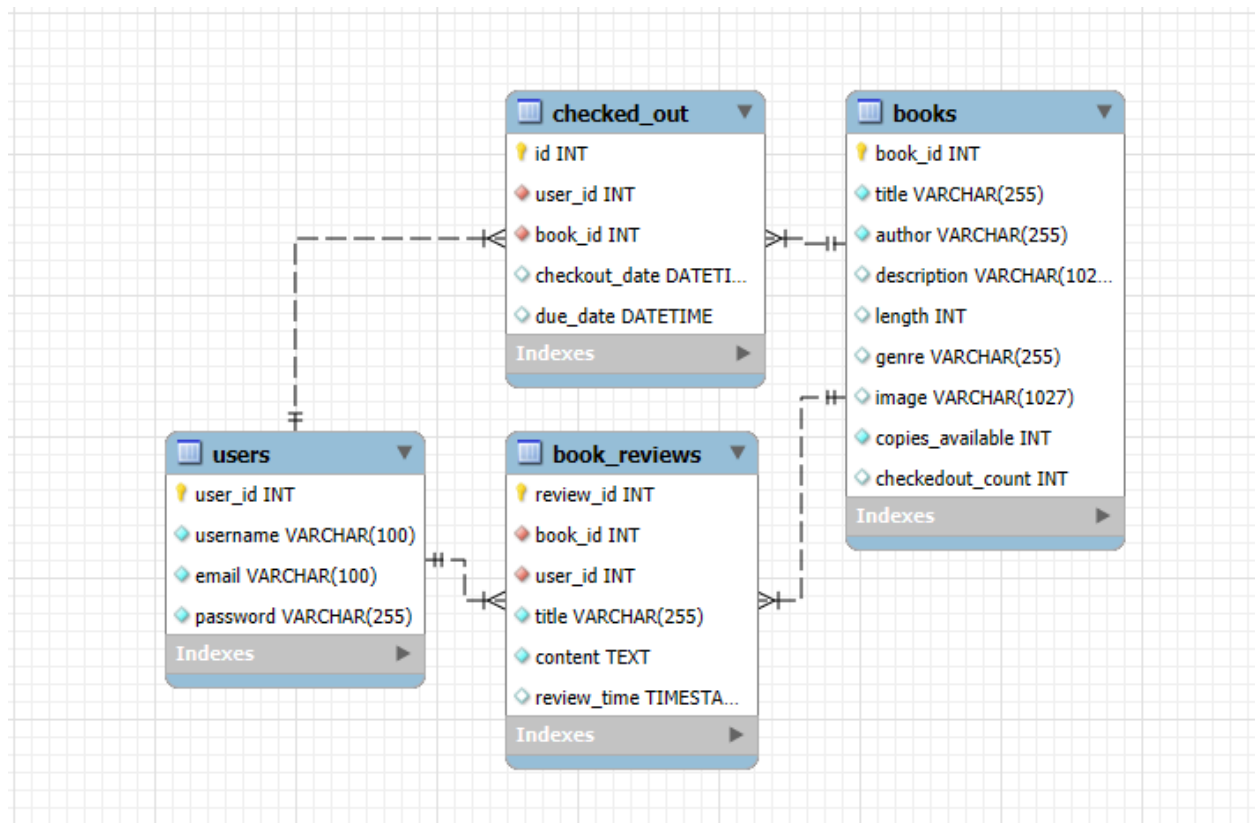 checked_out
id INT
user_id INT
book_id INT
checkout_date DATETI...
due_date DATETIME
Indexes
books
book_id INT
title VARCHAR(255)
author VARCHAR(255)
description VARCHAR(102...
length INT
genre VARCHAR(255)
image VARCHAR(1027)
copies_available INT
checkedout_count INT
Indexes
users
user_id INT
username VARCHAR(100)
email VARCHAR(100)
password VARCHAR(255)
Indexes
book_reviews
review_id INT
book_id INT
user_id INT
title VARCHAR(255)
content TEXT
review_time TIMESTA...
Indexes